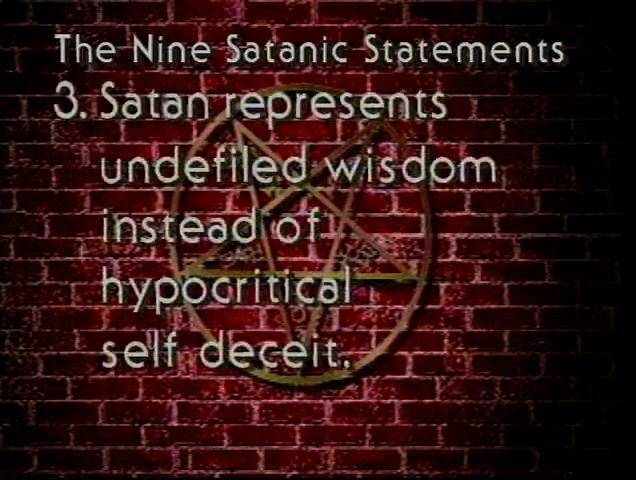 The Nine Satanic Statements
3. Satan represents
undefiled wisdom
instead of
hypocritical
self deceit.